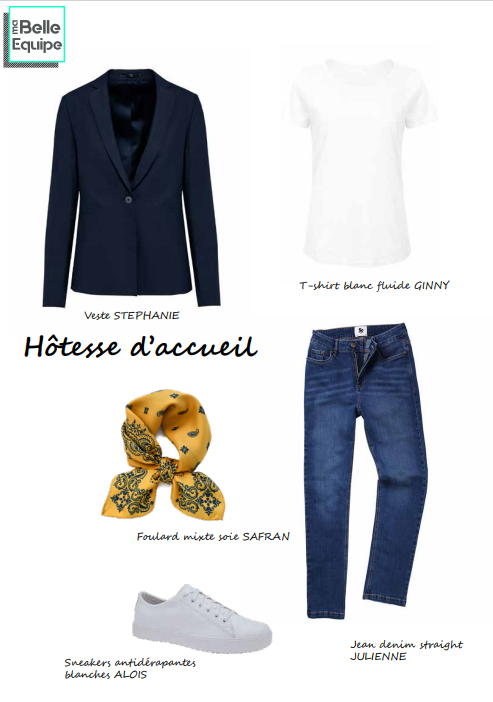 ma
Belle
Equipe
T-shirt blanc fluide GINNY
Veste STEPHANIE
Hôtesse d'accueil
Foulard mixte soie SAFRAN
Sneakers antidérapantes
blanches ALOIS
Jean denim straight
JULIENNE